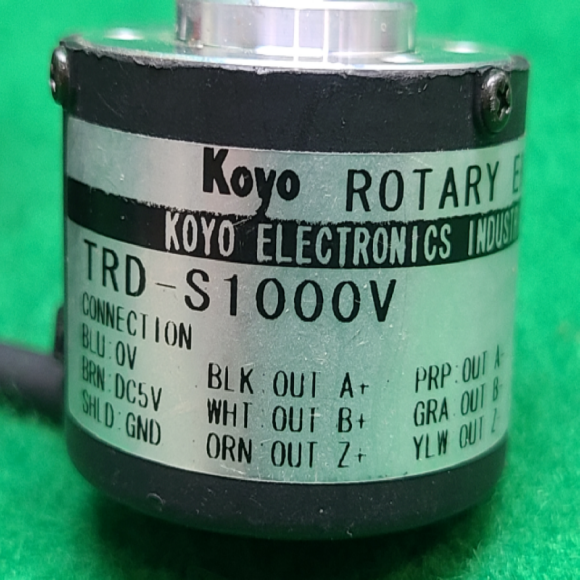 Koyo ROTARY E
KOYO ELECTRONICS INDUST
TRD-S1000V
CONNECTION
BLU:0V BLK:OUT A+ PRP:OUT A-
BRN:DC5V WHT:OUT B+ GRA:OUT B-
SHLD:GND ORN:OUT Z+ YLW:OUT Z-